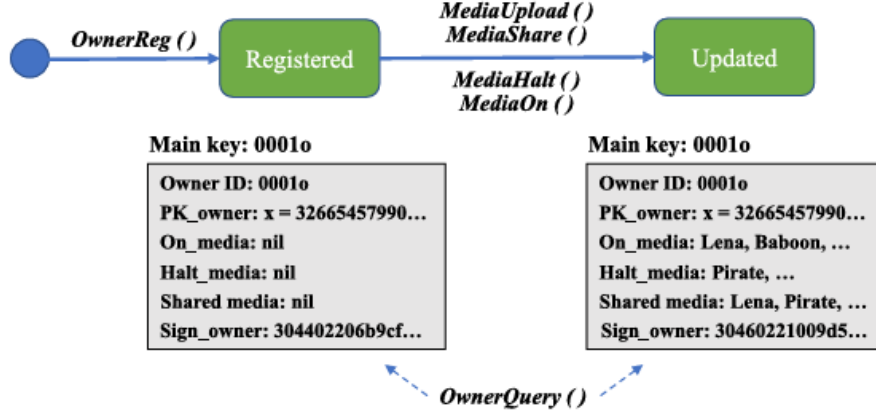 MediaUpload ( )
MediaShare ( )
OwnerReg ( )
Registered
Updated
MediaHalt ( )
MediaOn ( )
Main key: 0001o
Owner ID: 0001o
PK_owner: x = 32665457990…
On_media: nil
Halt_media: nil
Shared media: nil
Sign_owner: 304402206b9cf…
Main key: 0001o
Owner ID: 0001o
PK_owner: x = 32665457990…
On_media: Lena, Baboon, …
Halt_media: Pirate, …
Shared media: Lena, Pirate, …
Sign_owner: 30460221009d5…
OwnerQuery ( )